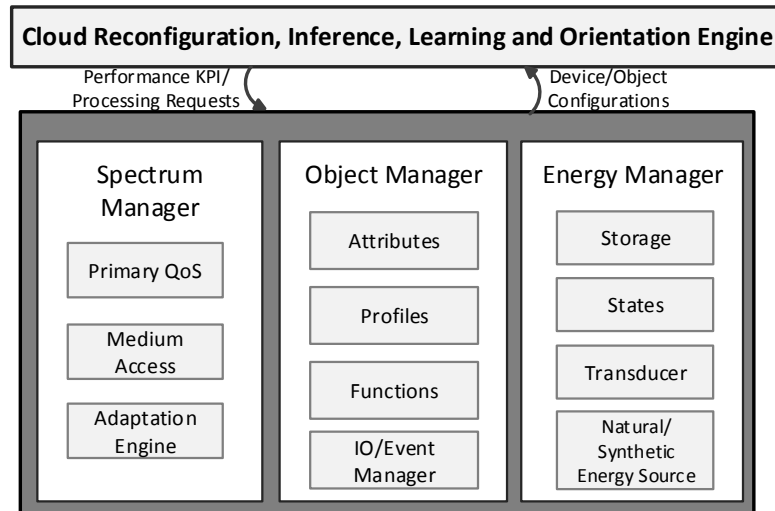 Cloud Reconfiguration, Inference, Learning and Orientation Engine
Performance KPI/
Processing Requests
Device/Object
Configurations
Spectrum
Manager
Primary QoS
Medium
Access
Adaptation
Engine
Object Manager
Attributes
Profiles
Functions
IO/Event
Manager
Energy Manager
Storage
States
Transducer
Natural/
Synthetic
Energy Source